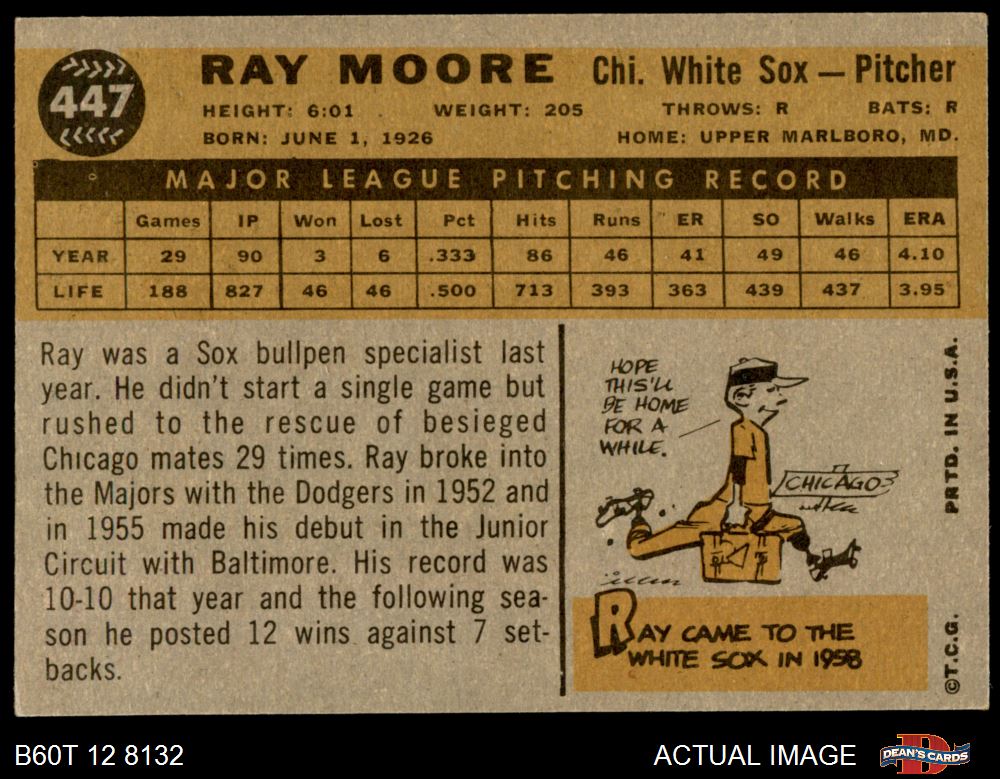 447
RAY MOORE Chi. White Sox — Pitcher
HEIGHT: 6:01 WEIGHT: 205 THROWS: R BATS: R
BORN: JUNE 1, 1926 HOME: UPPER MARLBORO, MD.
MAJOR LEAGUE PITCHING RECORD
Games IP Won Lost Pct Hits Runs ER SO Walks ERA
YEAR 29 90 3 6 .333 86 46 41 49 46 4.10
LIFE 188 827 46 46 .500 713 393 363 439 437 3.95
Ray was a Sox bullpen specialist last
year. He didn't start a single game but
rushed to the rescue of besieged
Chicago mates 29 times. Ray broke into
the Majors with the Dodgers in 1952 and
in 1955 made his debut in the Junior
Circuit with Baltimore. His record was
10-10 that year and the following sea-
son he posted 12 wins against 7 set-
backs.
HOPE
THIS'LL
BE HOME
FOR A
WHILE.
CHICAGO
RAY CAME TO THE
WHITE SOX IN 1958
PRTD. IN U.S.A.
©T.C.G.
B60T 12 8132
ACTUAL IMAGE
D
DEAN'S CARDS